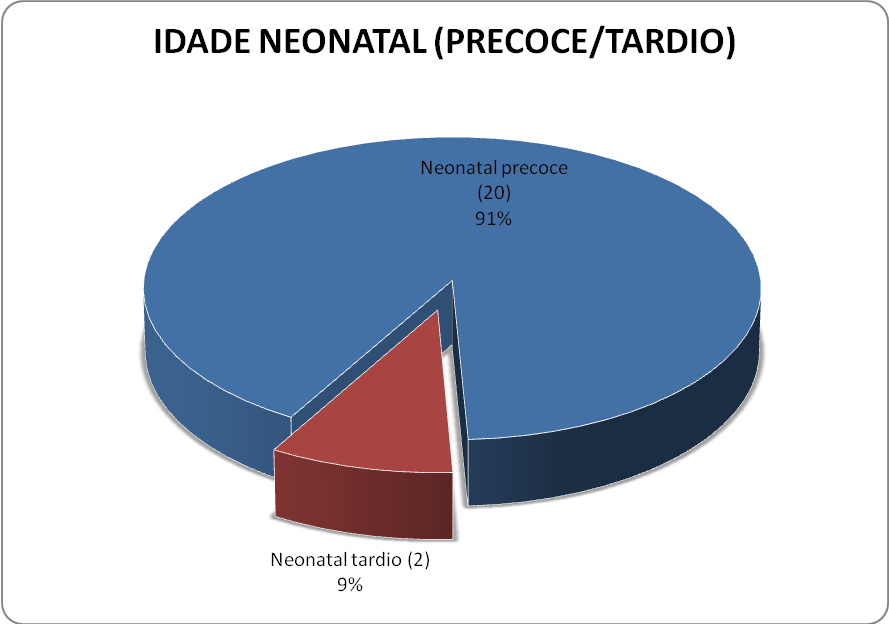 IDADE NEONATAL (PRECOCE/TARDIO)
Neonatal precoce
(20)
91%
Neonatal tardio (2)
9%